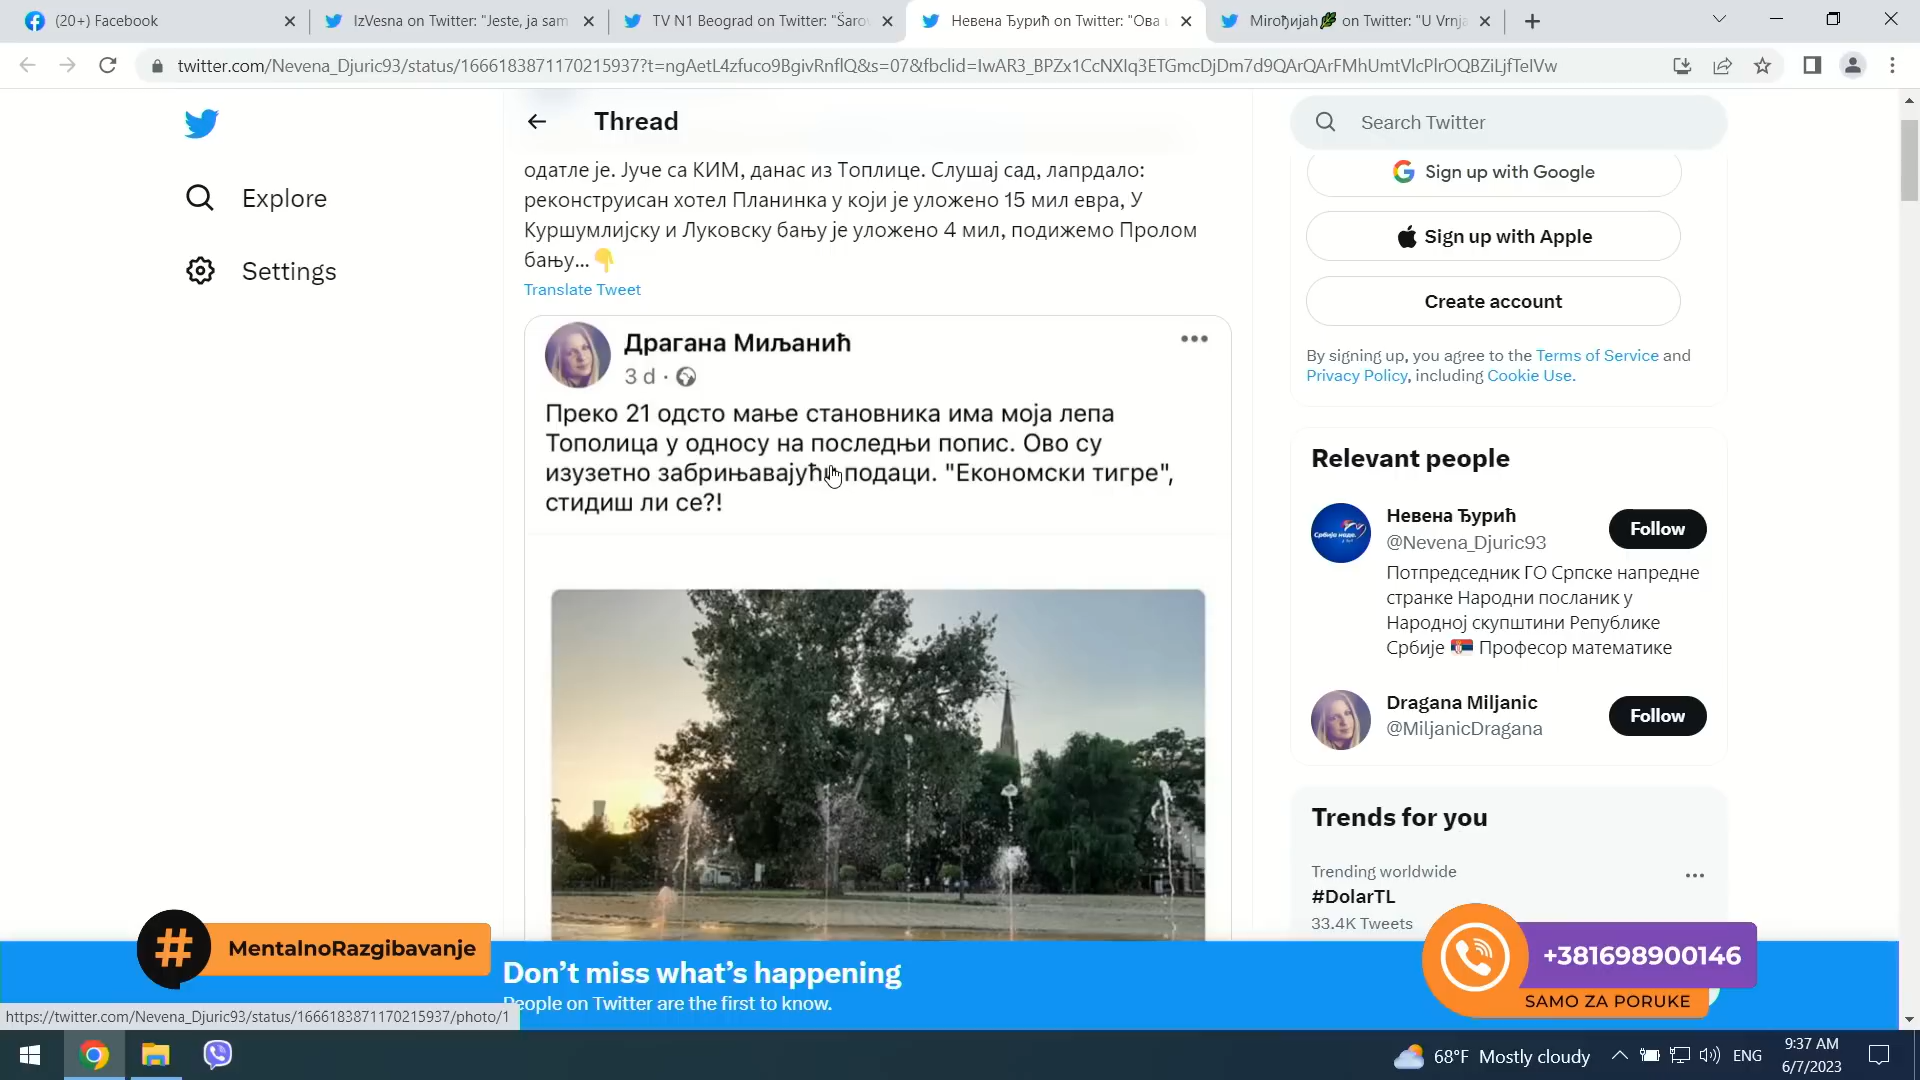 (20+) Facebook
IzVesna on Twitter: "Jeste, ja sam
TV N1 Beograd on Twitter: "Šarov
Невена Ђурић on Twitter: "Ова
Miroђijah on Twitter: "U Vrnja
twitter.com/Nevena_Djuric93/status/1666183871170215937?t=ngAetL4zfuco9BgivRnflQ&s=07&fbclid=IwAR3_BPZx1CcNXIq3ETGmcDjDm7d9QArQArFMhUmtVlcPlrOQBZiLjfTeIVw
Explore
Settings
Thread
одатле је. Јуче са КИМ, данас из Топлице. Слушај сад, лапрдало:
реконструисан хотел Планинка у који је уложено 15 мил евра, У
Куршумлијску и Луковску бању је уложено 4 мил, подижемо Пролом
бању...
Translate Tweet
Драгана Миљанић
3 d ·
Преко 21 одсто мање становника има моја лепа
Тополица у односу на последњи попис. Ово су
изузетно забрињавајући подаци. "Економски тигре",
стидиш ли се?!
Search Twitter
Sign up with Google
Sign up with Apple
Create account
By signing up, you agree to the Terms of Service and
Privacy Policy, including Cookie Use.
Relevant people
Невена Ђурић
@Nevena_Djuric93
Follow
Потпредседник ГО Српске напредне
странке Народни посланик у
Народној скупштини Републике
Србије Професор математике
Dragana Miljanic
@MiljanicDragana
Follow
Trends for you
Trending worldwide
#DolarTL
33.4K Tweets
# MentalnoRazgibavanje
Don't miss what's happening
People on Twitter are the first to know.
+381698900146
SAMO ZA PORUKE
https://twitter.com/Nevena_Djuric93/status/1666183871170215937/photo/1
68°F Mostly cloudy
ENG
9:37 AM
6/7/2023